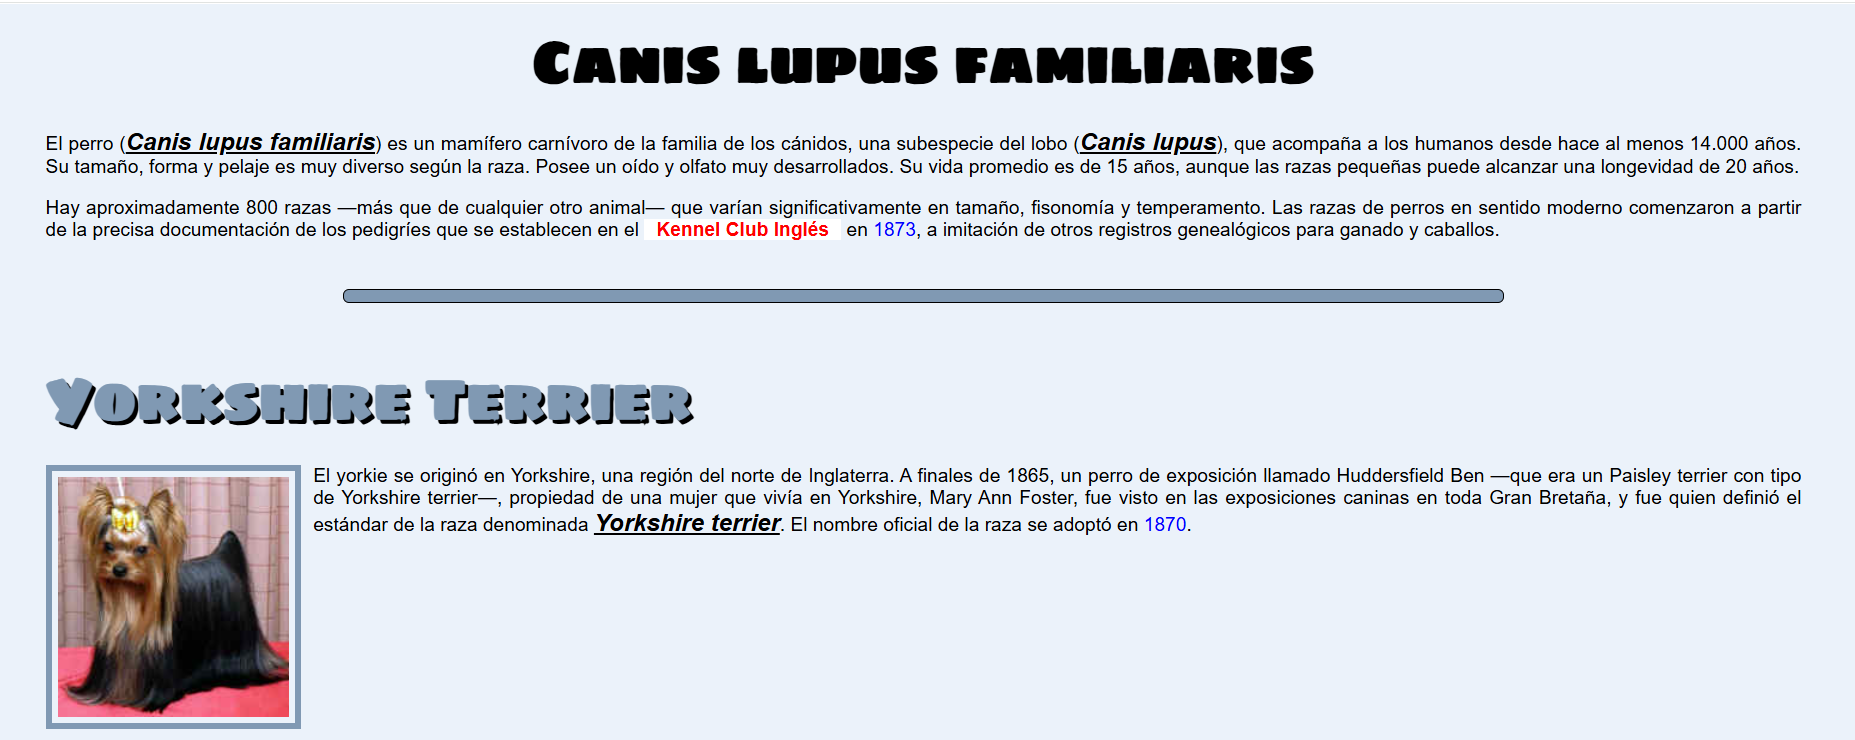 Canis lupus familiaris
El perro (Canis lupus familiaris) es un mamífero carnívoro de la familia de los cánidos, una subespecie del lobo (Canis lupus), que acompaña a los humanos desde hace al menos 14.000 años.
Su tamaño, forma y pelaje es muy diverso según la raza. Posee un oído y olfato muy desarrollados. Su vida promedio es de 15 años, aunque las razas pequeñas puede alcanzar una longevidad de 20 años.
Hay aproximadamente 800 razas —más que de cualquier otro animal— que varían significativamente en tamaño, fisonomía y temperamento. Las razas de perros en sentido moderno comenzaron a partir
de la precisa documentación de los pedigríes que se establecen en el Kennel Club Inglés en 1873, a imitación de otros registros genealógicos para ganado y caballos.
Yorkshire Terrier
El yorkie se originó en Yorkshire, una región del norte de Inglaterra. A finales de 1865, un perro de exposición llamado Huddersfield Ben —que era un Paisley terrier con tipo
de Yorkshire terrier—, propiedad de una mujer que vivía en Yorkshire, Mary Ann Foster, fue visto en las exposiciones caninas en toda Gran Bretaña, y fue quien definió el
estándar de la raza denominada Yorkshire terrier. El nombre oficial de la raza se adoptó en 1870.